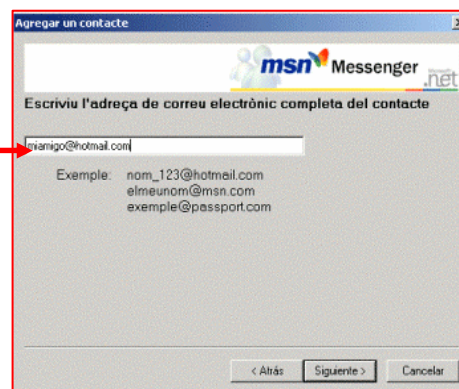 Agregar un contacte
msn Messenger
Microsoft
.net
Escriviu l'adreça de correu electrònic completa del contacte
miamigo@hotmail.com
Exemple: nom_123@hotmail.com
elmeunom@msn.com
exemple@passport.com
< Atrás Siguiente > Cancelar